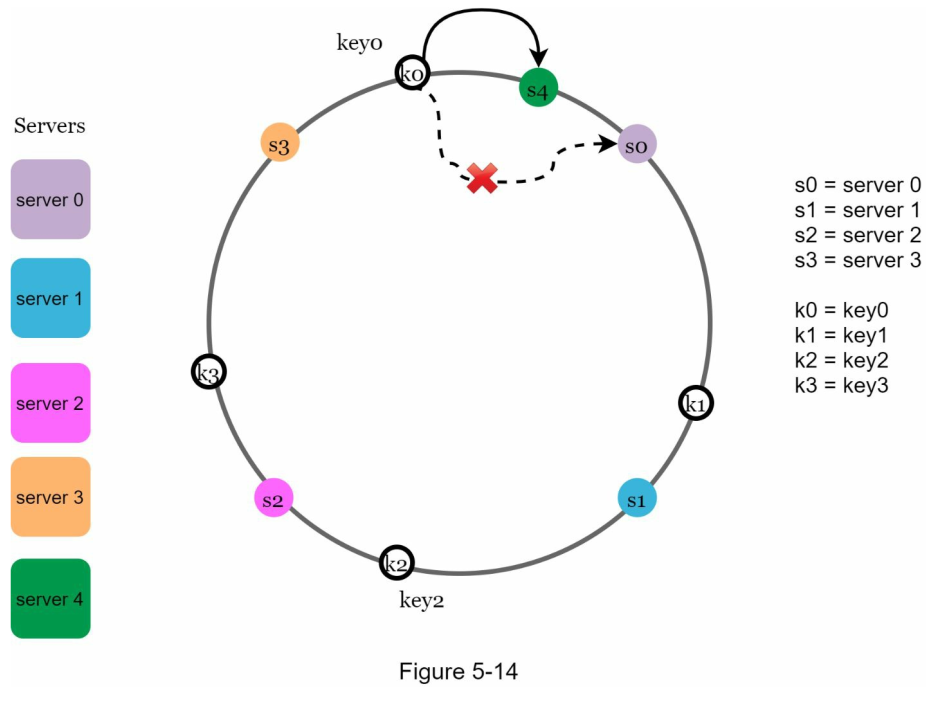 key0
k0
s4
Servers
s3
s0
server 0
s0 = server 0
s1 = server 1
s2 = server 2
s3 = server 3
server 1
k0 = key0
k1 = key1
k2 = key2
k3 = key3
k3
k1
server 2
server 3
s2
s1
k2
key2
server 4
Figure 5-14